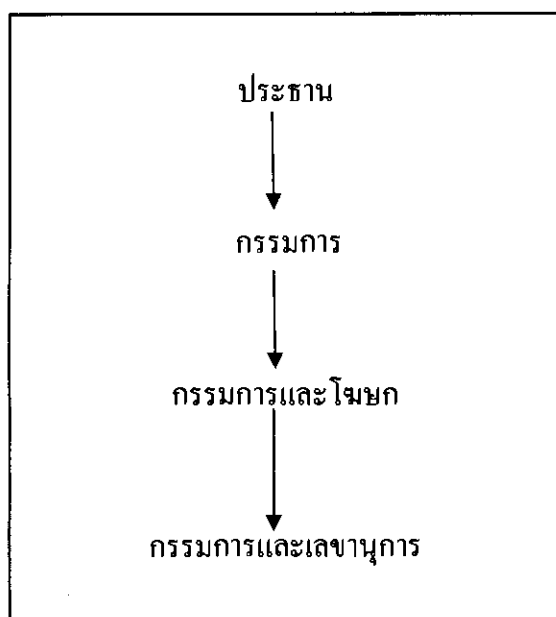 ประธาน
กรรมการ
กรรมการและโฆษก
กรรมการและเลขานุการ